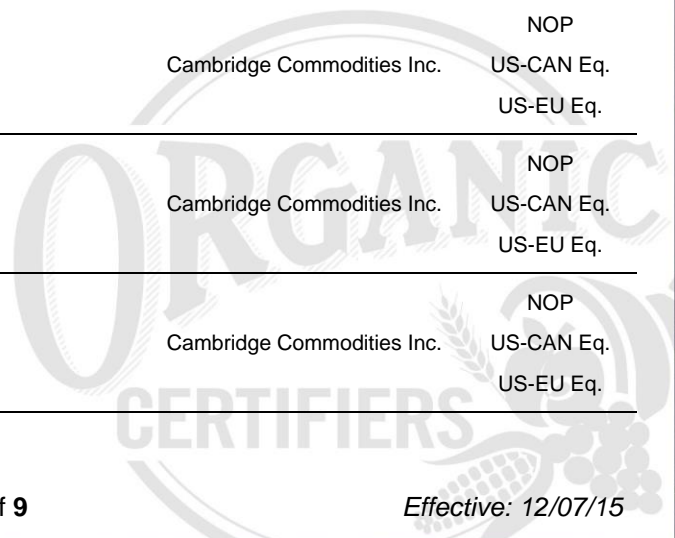 NOP
Cambridge Commodities Inc. US-CAN Eq.
US-EU Eq.
NOP
Cambridge Commodities Inc. US-CAN Eq.
US-EU Eq.
NOP
Cambridge Commodities Inc. US-CAN Eq.
US-EU Eq.
ORGANIC
CERTIFIERS
f 9 Effective: 12/07/15